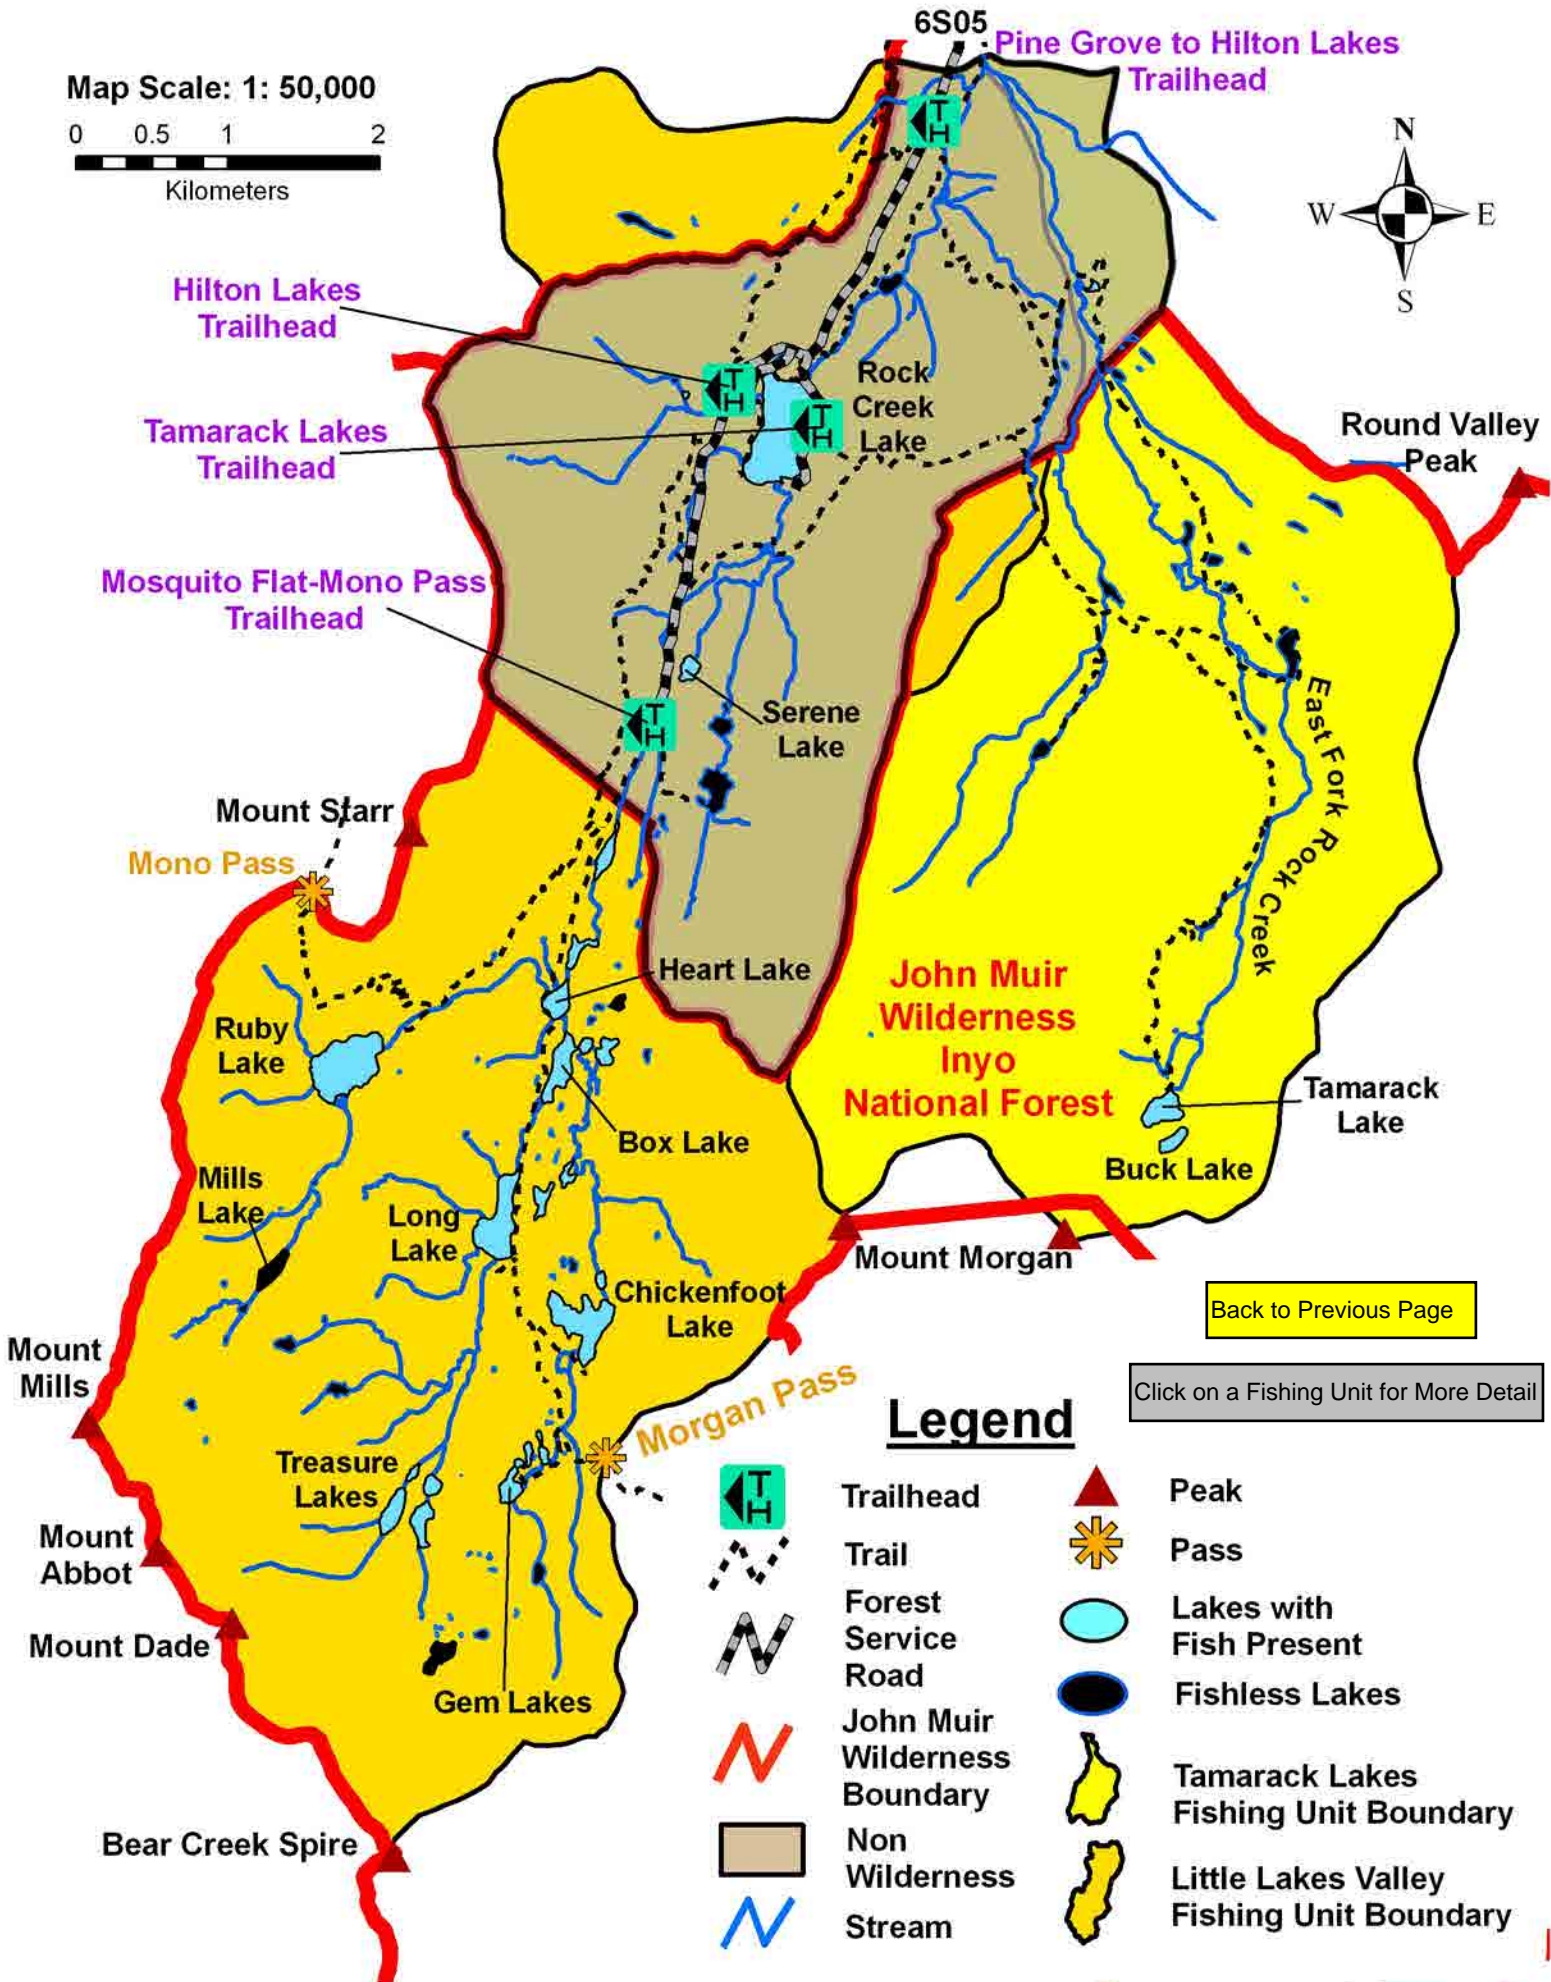 6S05
Pine Grove to Hilton Lakes
Trailhead
Map Scale: 1: 50,000
0 0.5 1 2
Kilometers
N
W E
S
T
H
Hilton Lakes
Trailhead
T
H
Rock
Creek
Lake
T
H
Tamarack Lakes
Trailhead
Round Valley
Peak
Mosquito Flat-Mono Pass
Trailhead
T
H
Serene
Lake
East Fork Rock Creek
Mount Starr
Mono Pass
Heart Lake
John Muir
Wilderness
Inyo
National Forest
Ruby
Lake
Tamarack
Lake
Box Lake
Buck Lake
Mills
Lake
Long
Lake
Mount Morgan
Chickenfoot
Lake
Back to Previous Page
Mount
Mills
Click on a Fishing Unit for More Detail
Morgan Pass
Treasure
Lakes
Mount
Abbot
Mount Dade
Gem Lakes
Bear Creek Spire
Legend
T
H
Trailhead
Trail
Forest
Service
Road
John Muir
Wilderness
Boundary
Non
Wilderness
Stream
Peak
Pass
Lakes with
Fish Present
Fishless Lakes
Tamarack Lakes
Fishing Unit Boundary
Little Lakes Valley
Fishing Unit Boundary